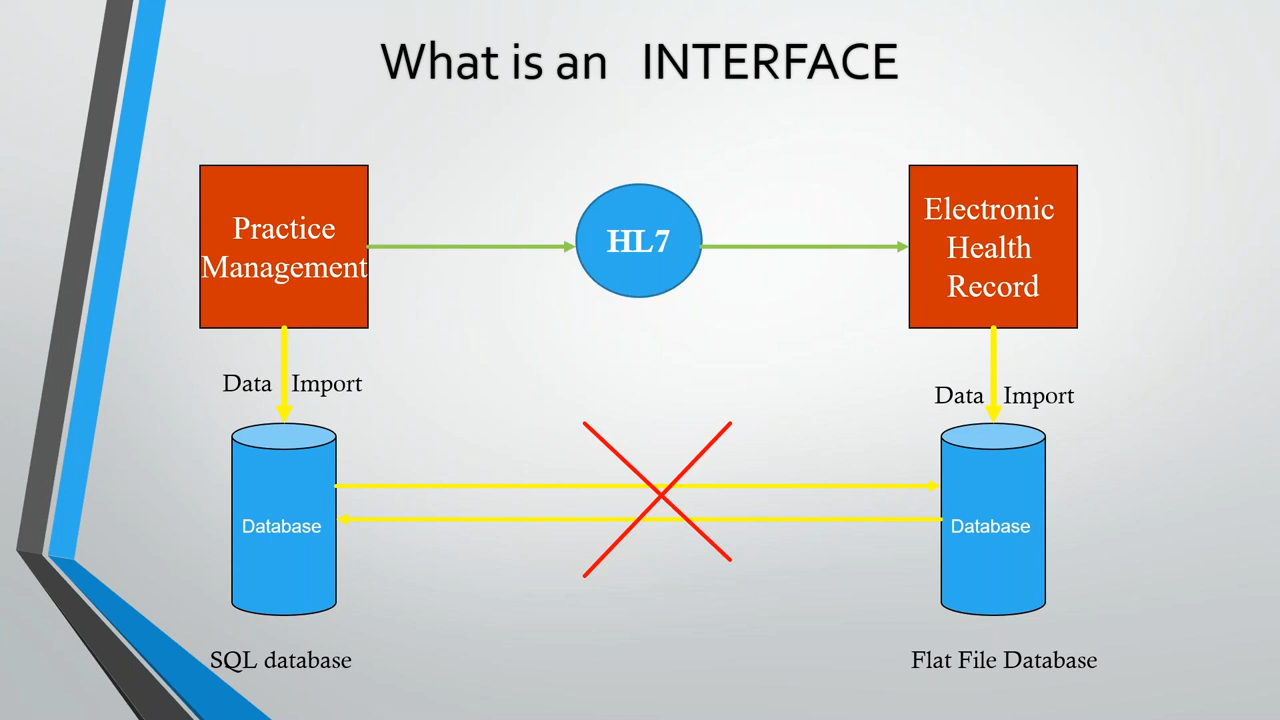 What is an INTERFACE
Practice
Management
HL7
Electronic
Health
Record
Data Import
Data Import
Database
Database
SQL database
Flat File Database